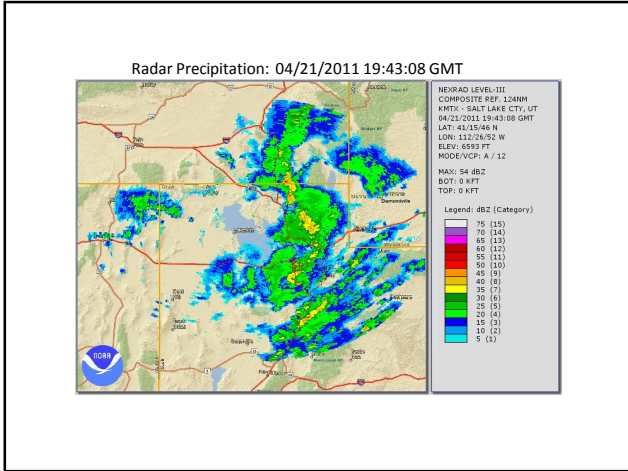 Radar Precipitation: 04/21/2011 19:43:08 GMT
NEXRAD LEVEL-III
COMPOSITE REF. 124NM
KMTX - SALT LAKE CTY, UT
04/21/2011 19:43:08 GMT
LAT: 41/15/46 N
LON: 112/26/52 W
ELEV: 6593 FT
MODE/VCP: A / 12
MAX: 54 dBZ
BOT: 0 KFT
TOP: 0 KFT
Legend: dBZ (Category)
75 (15)
70 (14)
65 (13)
60 (12)
55 (11)
50 (10)
45 (9)
40 (8)
35 (7)
30 (6)
25 (5)
20 (4)
15 (3)
10 (2)
5 (1)
Diamondville
NOAA